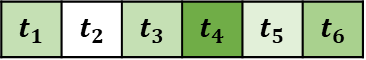 t₁ t₂ t₃ t₄ t₅ t₆